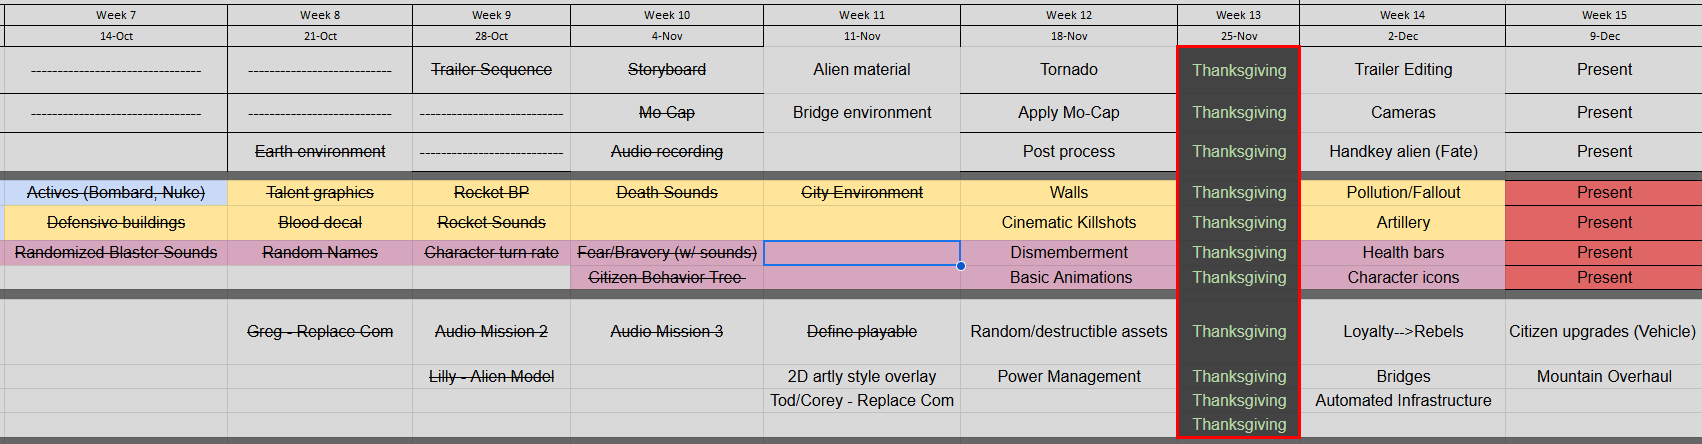 Week 7 Week 8 Week 9 Week 10 Week 11 Week 12 Week 13 Week 14 Week 15
14-Oct 21-Oct 28-Oct 4-Nov 11-Nov 18-Nov 25-Nov 2-Dec 9-Dec
-------------------------------- --------------------------- Trailer Sequence Storyboard Alien material Tornado Thanksgiving Trailer Editing Present
-------------------------------- --------------------------- --------------------------- Mo-Cap Bridge environment Apply Mo-Cap Thanksgiving Cameras Present
Earth environment --------------------------- Audio recording Post process Thanksgiving Handkey alien (Fate) Present
Actives (Bombard, Nuke) Talent graphics Rocket BP Death Sounds City Environment Walls Thanksgiving Pollution/Fallout Present
Defensive buildings Blood decal Rocket Sounds Cinematic Killshots Thanksgiving Artillery Present
Randomized Blaster Sounds Random Names Character turn rate Fear/Bravery (w/ sounds) Dismemberment Thanksgiving Health bars Present
Citizen Behavior Tree Basic Animations Thanksgiving Character icons Present
Greg - Replace Com Audio Mission 2 Audio Mission 3 Define playable Random/destructible assets Thanksgiving Loyalty-->Rebels Citizen upgrades (Vehicle)
Lilly - Alien Model 2D artly style overlay Power Management Thanksgiving Bridges Mountain Overhaul
Tod/Corey - Replace Com Thanksgiving Automated Infrastructure
Thanksgiving